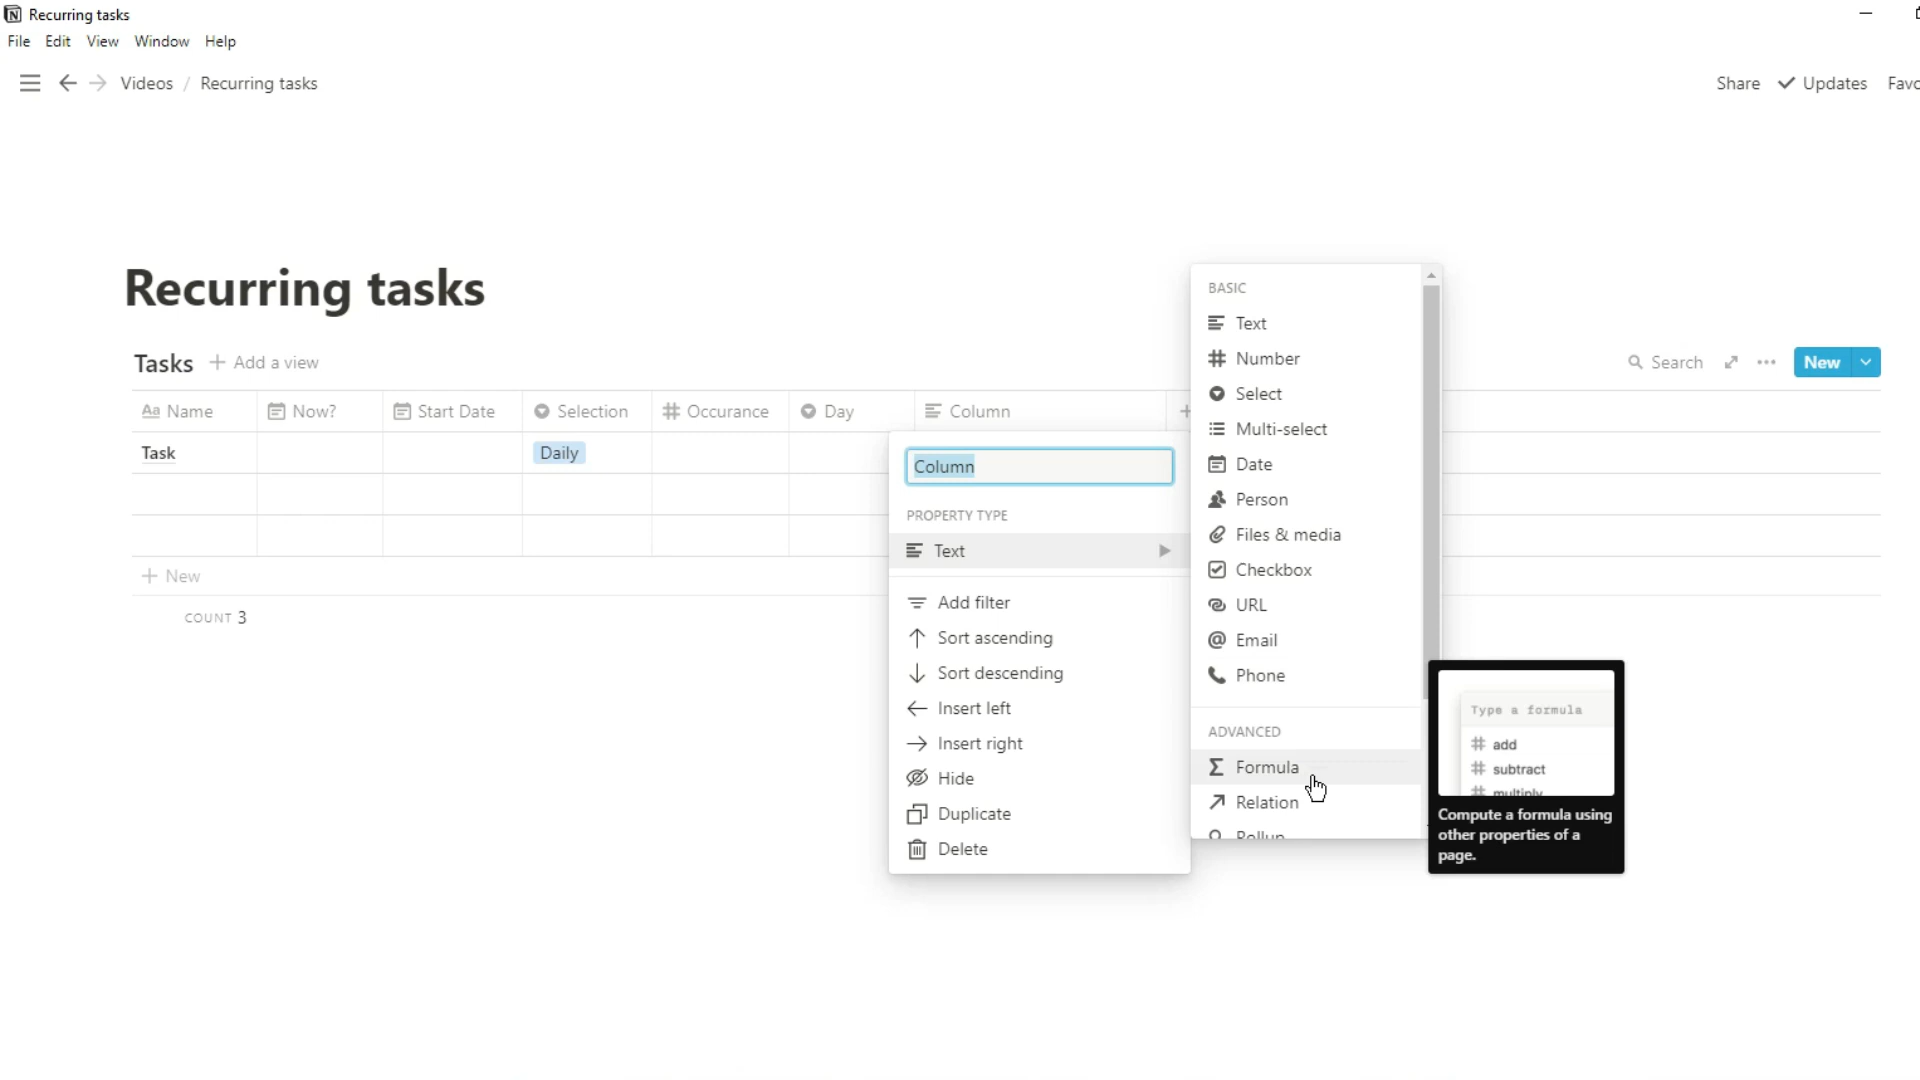 Recurring tasks
File Edit View Window Help
Videos / Recurring tasks
Share Updates
Recurring tasks
Tasks + Add a view
Search New
Aa Name Now? Start Date Selection # Occurance Day Column +
Task Daily
+ New
COUNT 3
Column
PROPERTY TYPE
Text
Add filter
Sort ascending
Sort descending
Insert left
Insert right
Hide
Duplicate
Delete
BASIC
Text
Number
Select
Multi-select
Date
Person
Files & media
Checkbox
URL
Email
Phone
ADVANCED
Formula
Relation
Rollup
Type a formula
# add
# subtract
# multiply
Compute a formula using
other properties of a
page.